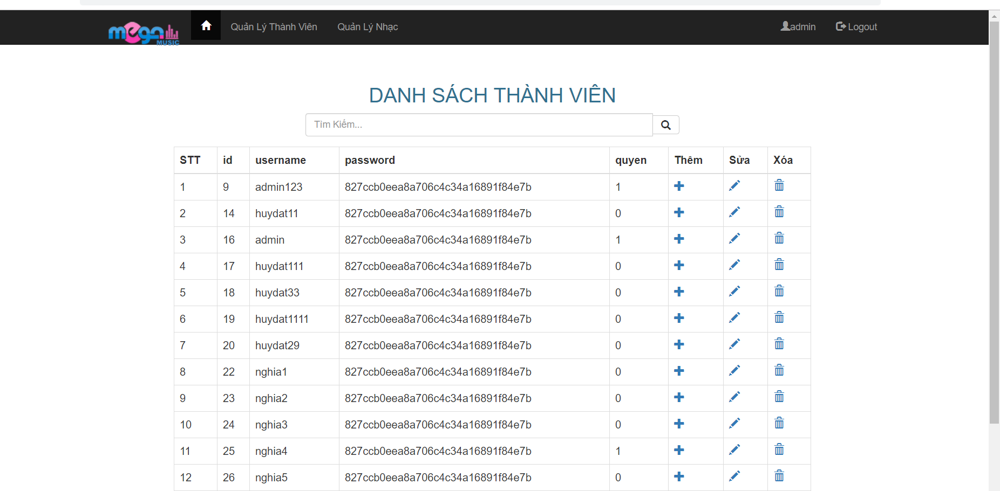 mega MUSIC Quản Lý Thành Viên Quản Lý Nhạc admin Logout
DANH SÁCH THÀNH VIÊN
Tìm Kiếm...
STT id username password quyen Thêm Sửa Xóa
1 9 admin123 827ccb0eea8a706c4c34a16891f84e7b 1
2 14 huydat11 827ccb0eea8a706c4c34a16891f84e7b 0
3 16 admin 827ccb0eea8a706c4c34a16891f84e7b 1
4 17 huydat111 827ccb0eea8a706c4c34a16891f84e7b 0
5 18 huydat33 827ccb0eea8a706c4c34a16891f84e7b 0
6 19 huydat1111 827ccb0eea8a706c4c34a16891f84e7b 0
7 20 huydat29 827ccb0eea8a706c4c34a16891f84e7b 0
8 22 nghia1 827ccb0eea8a706c4c34a16891f84e7b 0
9 23 nghia2 827ccb0eea8a706c4c34a16891f84e7b 0
10 24 nghia3 827ccb0eea8a706c4c34a16891f84e7b 0
11 25 nghia4 827ccb0eea8a706c4c34a16891f84e7b 1
12 26 nghia5 827ccb0eea8a706c4c34a16891f84e7b 0